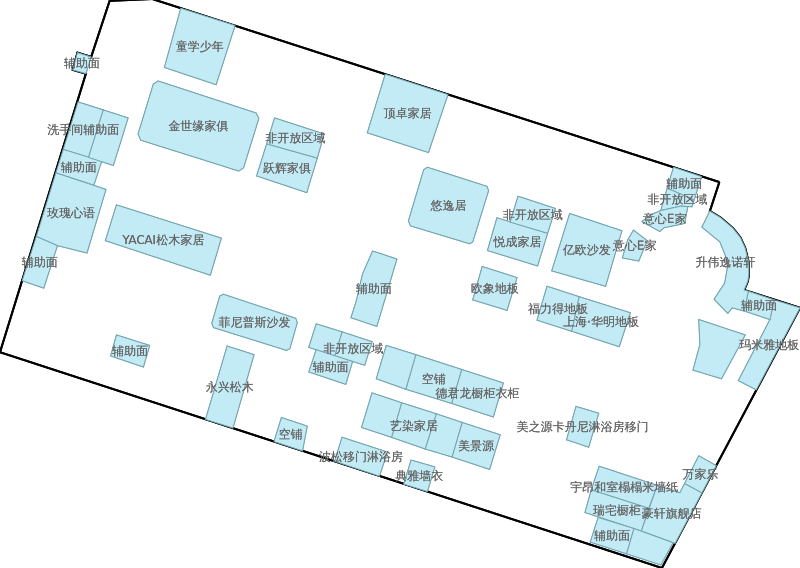 童学少年
辅助面
顶卓家居
洗手间辅助面
金世缘家俱
非开放区域
跃辉家俱
辅助面
辅助面
非开放区域
意心E家
玫瑰心语
悠逸居
非开放区域
YACAI松木家居
悦成家居
亿欧沙发
意心E家
辅助面
升伟逸诺轩
辅助面
欧象地板
辅助面
福力得地板
上海·华明地板
菲尼普斯沙发
玛米雅地板
辅助面
非开放区域
辅助面
空铺
永兴松木
德君龙橱柜衣柜
艺染家居
美之源卡丹尼淋浴房移门
空铺
美景源
波松移门淋浴房
典雅墙衣
万家乐
宇昂和室榻榻米墙纸
瑞宅橱柜
豪轩旗舰店
辅助面